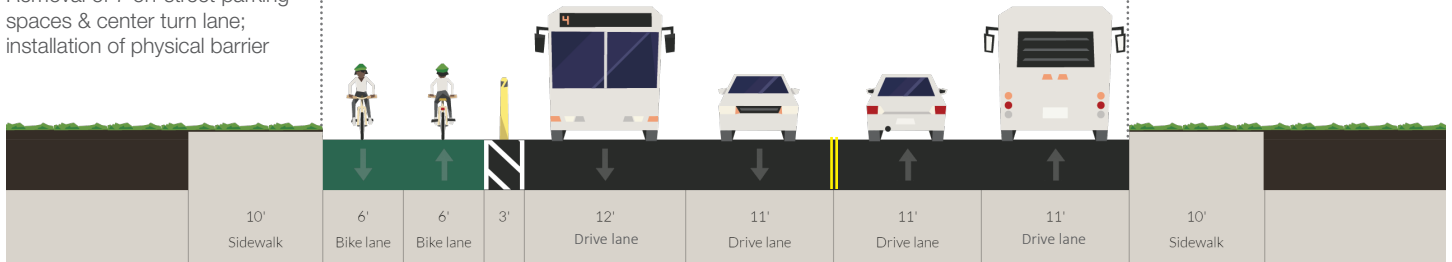 spaces & center turn lane;
installation of physical barrier
4
10' 6' 6' 3' 12' 11' 11' 11' 10'
Sidewalk Bike lane Bike lane Drive lane Drive lane Drive lane Drive lane Sidewalk